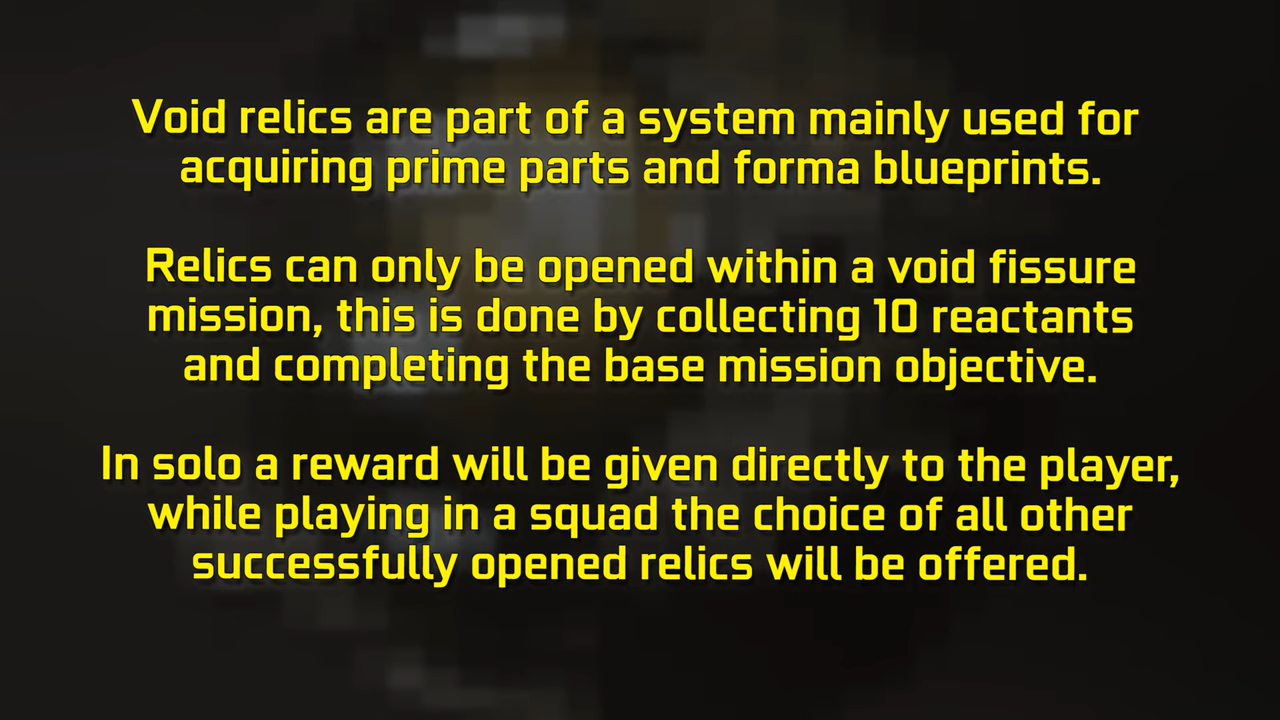 Void relics are part of a system mainly used for
acquiring prime parts and forma blueprints.
Relics can only be opened within a void fissure
mission, this is done by collecting 10 reactants
and completing the base mission objective.
In solo a reward will be given directly to the player,
while playing in a squad the choice of all other
successfully opened relics will be offered.